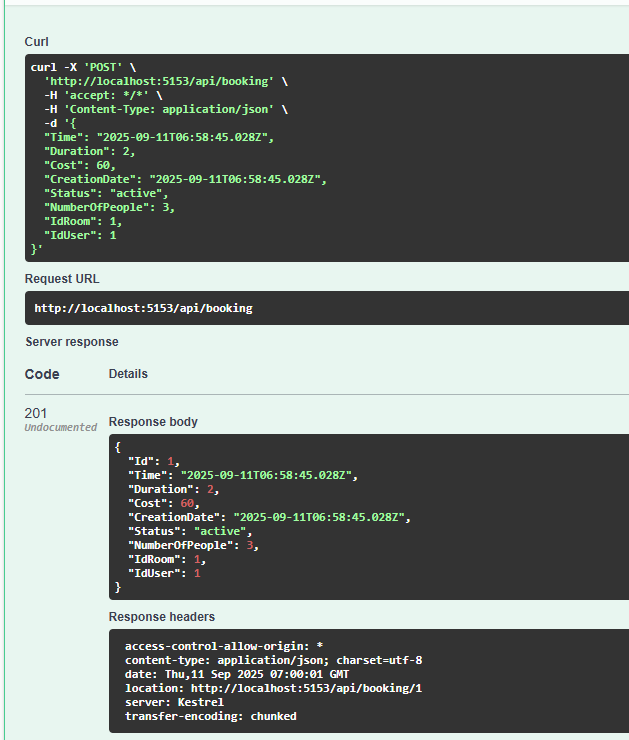 Curl
curl -X 'POST' \
  'http://localhost:5153/api/booking' \
  -H 'accept: */*' \
  -H 'Content-Type: application/json' \
  -d '{
  "Time": "2025-09-11T06:58:45.028Z",
  "Duration": 2,
  "Cost": 60,
  "CreationDate": "2025-09-11T06:58:45.028Z",
  "Status": "active",
  "NumberOfPeople": 3,
  "IdRoom": 1,
  "IdUser": 1
}'
Request URL
http://localhost:5153/api/booking
Server response
Code Details
201
Undocumented
Response body
{
  "Id": 1,
  "Time": "2025-09-11T06:58:45.028Z",
  "Duration": 2,
  "Cost": 60,
  "CreationDate": "2025-09-11T06:58:45.028Z",
  "Status": "active",
  "NumberOfPeople": 3,
  "IdRoom": 1,
  "IdUser": 1
}
Response headers
access-control-allow-origin: *
content-type: application/json; charset=utf-8
date: Thu,11 Sep 2025 07:00:01 GMT
location: http://localhost:5153/api/booking/1
server: Kestrel
transfer-encoding: chunked